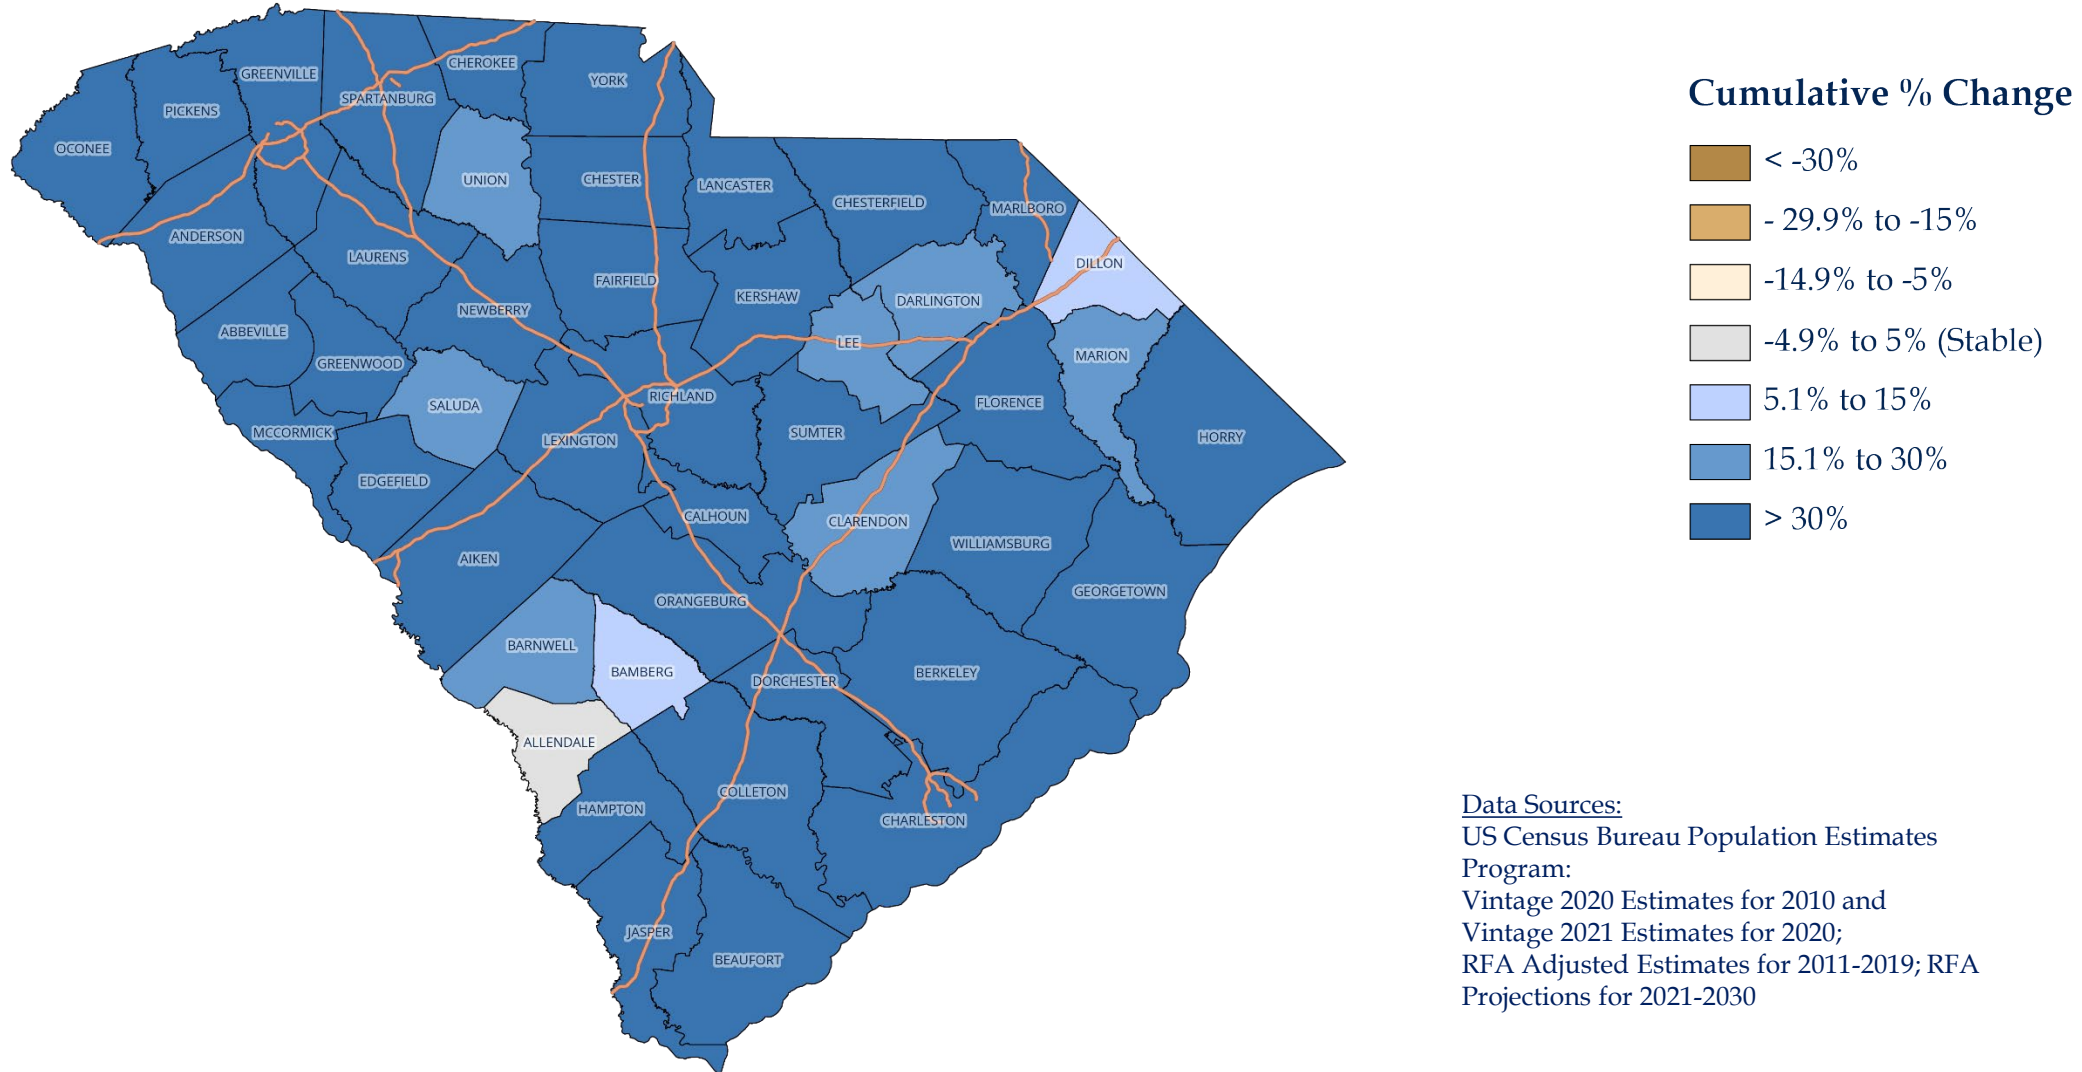 GREENVILLE
CHEROKEE
YORK
SPARTANBURG
PICKENS
OCONEE
UNION
CHESTER
LANCASTER
CHESTERFIELD
MARLBORO
ANDERSON
LAURENS
DILLON
FAIRFIELD
KERSHAW
DARLINGTON
NEWBERRY
ABBEVILLE
LEE
MARION
GREENWOOD
RICHLAND
SALUDA
FLORENCE
MCCORMICK
SUMTER
LEXINGTON
HORRY
EDGEFIELD
CALHOUN
CLARENDON
WILLIAMSBURG
AIKEN
GEORGETOWN
ORANGEBURG
BARNWELL
BAMBERG
DORCHESTER
BERKELEY
ALLENDALE
COLLETON
HAMPTON
CHARLESTON
JASPER
BEAUFORT
Cumulative % Change
< -30%
- 29.9% to -15%
-14.9% to -5%
-4.9% to 5% (Stable)
5.1% to 15%
15.1% to 30%
> 30%
Data Sources:
US Census Bureau Population Estimates
Program:
Vintage 2020 Estimates for 2010 and
Vintage 2021 Estimates for 2020;
RFA Adjusted Estimates for 2011-2019; RFA
Projections for 2021-2030